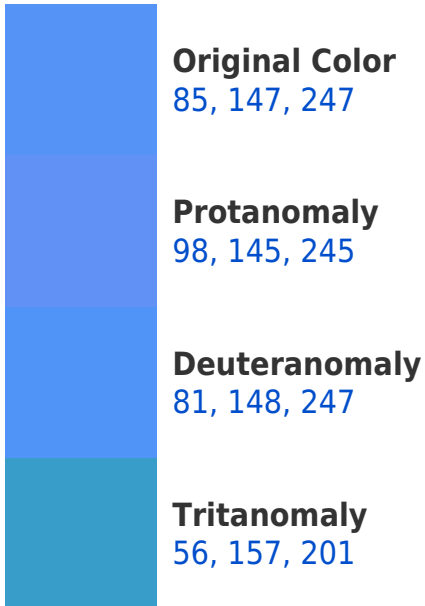 Original Color
85, 147, 247
Protanomaly
98, 145, 245
Deuteranomaly
81, 148, 247
Tritanomaly
56, 157, 201